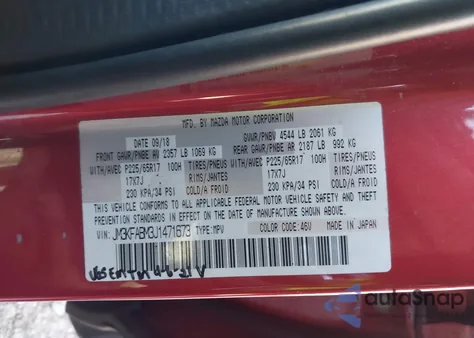 MFD. BY MAZDA MOTOR CORPORATION
DATE 09/18 GVWR/PNBV 4544 LB 2061 KG
FRONT GAWR/PNBE AV 2357 LB 1069 KG REAR GAWR/PNBE AR 2187 LB 992 KG
WITH/AVEC P225/65R17 100H TIRES/PNEUS WITH/AVEC P225/65R17 100H TIRES/PNEUS
17X7J RIMS/JANTES 17X7J RIMS/JANTES
230 KPA/34 PSI COLD/A FROID 230 KPA/34 PSI COLD/A FROID
THIS VEHICLE CONFORMS TO ALL APPLICABLE FEDERAL MOTOR VEHICLE SAFETY, BUMPER, AND THEFT
PREVENTION STANDARDS IN EFFECT ON THE DATE OF MANUFACTURE SHOWN ABOVE.
VIN: JM3KFABM3J1471673 TYPE: MPV COLOR CODE: 46V MADE IN JAPAN
autoSnap